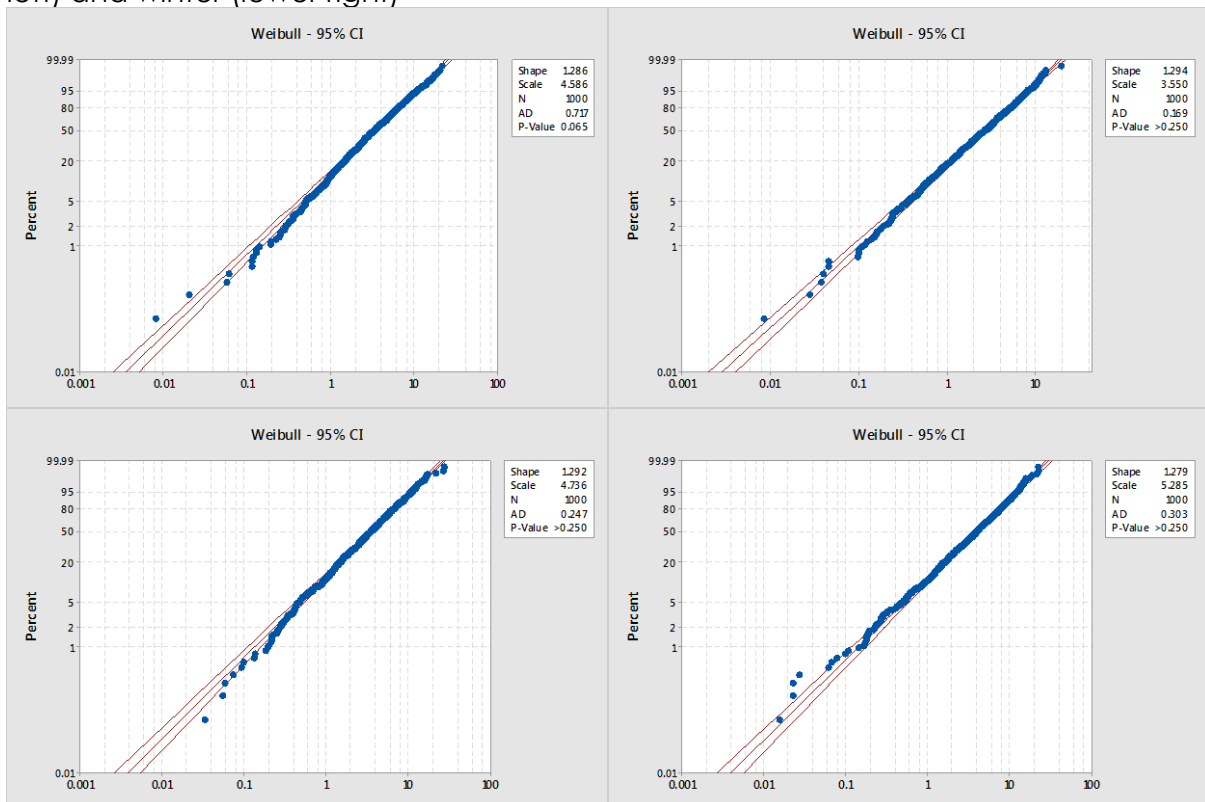 left) and winter (lower right)
Weibull - 95% CI
99.99
95
80
50
20
5
2
1
0.01
Percent
0.001 0.01 0.1 1 10 100
Shape 1.286
Scale 4.586
N 1000
AD 0.717
P-Value 0.065
Weibull - 95% CI
99.99
95
80
50
20
5
2
1
0.01
Percent
0.001 0.01 0.1 1 10
Shape 1.294
Scale 3.550
N 1000
AD 0.169
P-Value >0.250
Weibull - 95% CI
99.99
95
80
50
20
5
2
1
0.01
Percent
0.001 0.01 0.1 1 10 100
Shape 1.292
Scale 4.736
N 1000
AD 0.247
P-Value >0.250
Weibull - 95% CI
99.99
95
80
50
20
5
2
1
0.01
Percent
0.001 0.01 0.1 1 10 100
Shape 1.279
Scale 5.285
N 1000
AD 0.303
P-Value >0.250